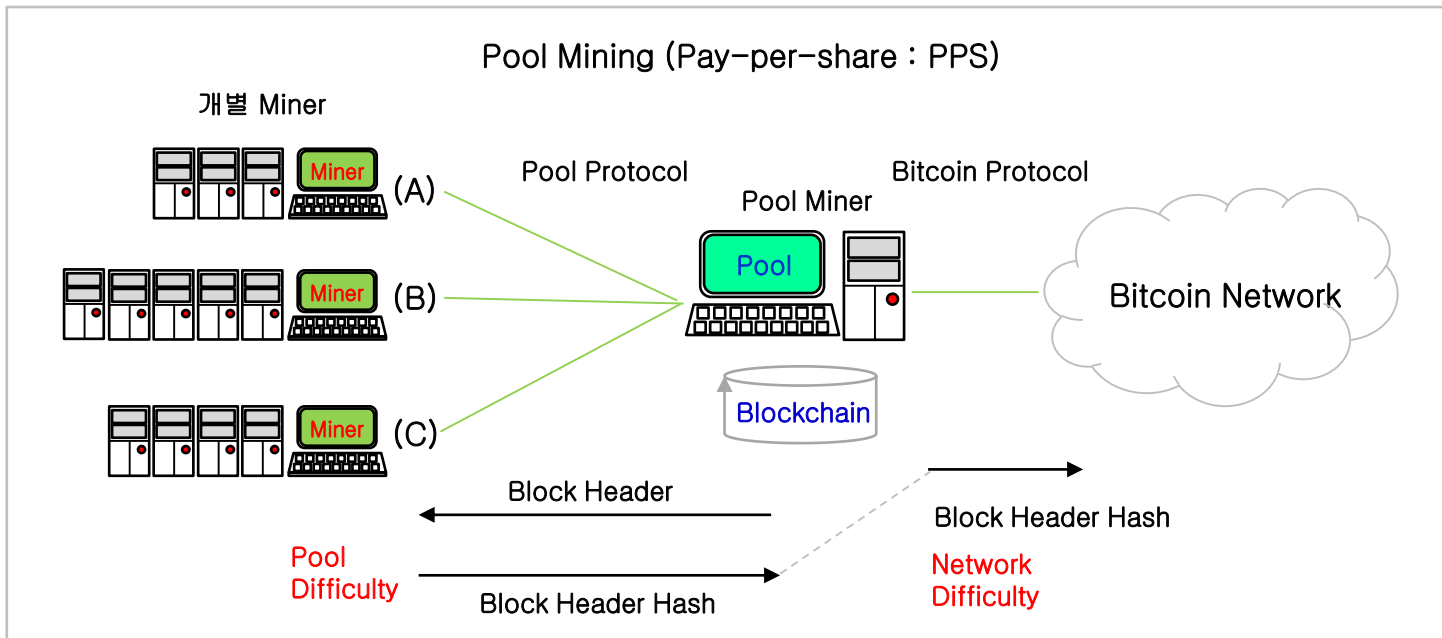 Pool Mining (Pay-per-share : PPS)
개별 Miner
Miner
(A)
Pool Protocol
Bitcoin Protocol
Pool Miner
Pool
Miner
(B)
Bitcoin Network
Blockchain
Miner
(C)
Block Header
Block Header Hash
Pool
Difficulty
Network
Difficulty
Block Header Hash